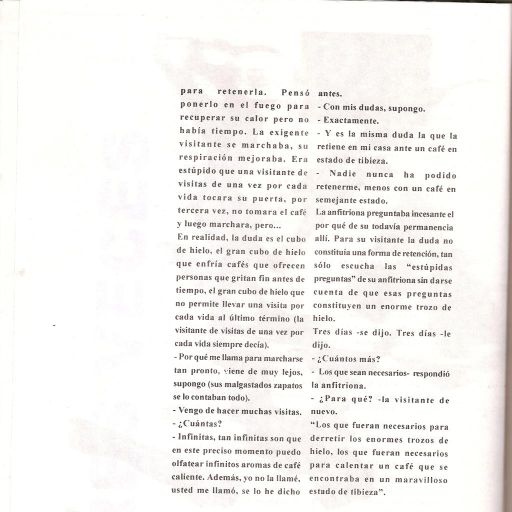 para retenerla. Pensó
ponerlo en el fuego para
recuperar su calor pero no
había tiempo. La exigente
visitante se marchaba, su
respiración mejoraba. Era
estúpido que una visitante de
visitas de una vez por cada
vida tocara su puerta, por
tercera vez, no tomara el café
y luego marchara, pero...
En realidad, la duda es el cubo
de hielo, el gran cubo de hielo
que enfría cafés que ofrecen
personas que gritan fin antes de
tiempo, el gran cubo de hielo que
no permite llevar una visita por
cada vida al último término (la
visitante de visitas de una vez por
cada vida siempre decía).
- Por qué me llama para marcharse
tan pronto, viene de muy lejos,
supongo (sus malgastados zapatos
se lo contaban todo).
- Vengo de hacer muchas visitas.
- ¿Cuántas?
- Infinitas, tan infinitas son que
en este preciso momento puedo
olfatear infinitos aromas de café
caliente. Además, yo no la llamé,
usted me llamó, se lo he dicho
antes.
- Con mis dudas, supongo.
- Exactamente.
- Y es la misma duda la que la
retiene en mi casa ante un café en
estado de tibieza.
- Nadie nunca ha podido
retenerme, menos con un café en
semejante estado.
La anfitriona preguntaba incesante el
por qué de su todavía permanencia
allí. Para su visitante la duda no
constituía una forma de retención, tan
sólo escucha las "estúpidas
preguntas" de su anfitriona sin darse
cuenta de que esas preguntas
constituyen un enorme trozo de
hielo.
Tres días -se dijo. Tres días -le
dijo.
- ¿Cuántos más?
- Los que sean necesarios- respondió
la anfitriona.
- ¿Para qué? -la visitante de
nuevo.
"Los que fueran necesarios para
derretir los enormes trozos de
hielo, los que fueran necesarios
para calentar un café que se
encontraba en un maravilloso
estado de tibieza".